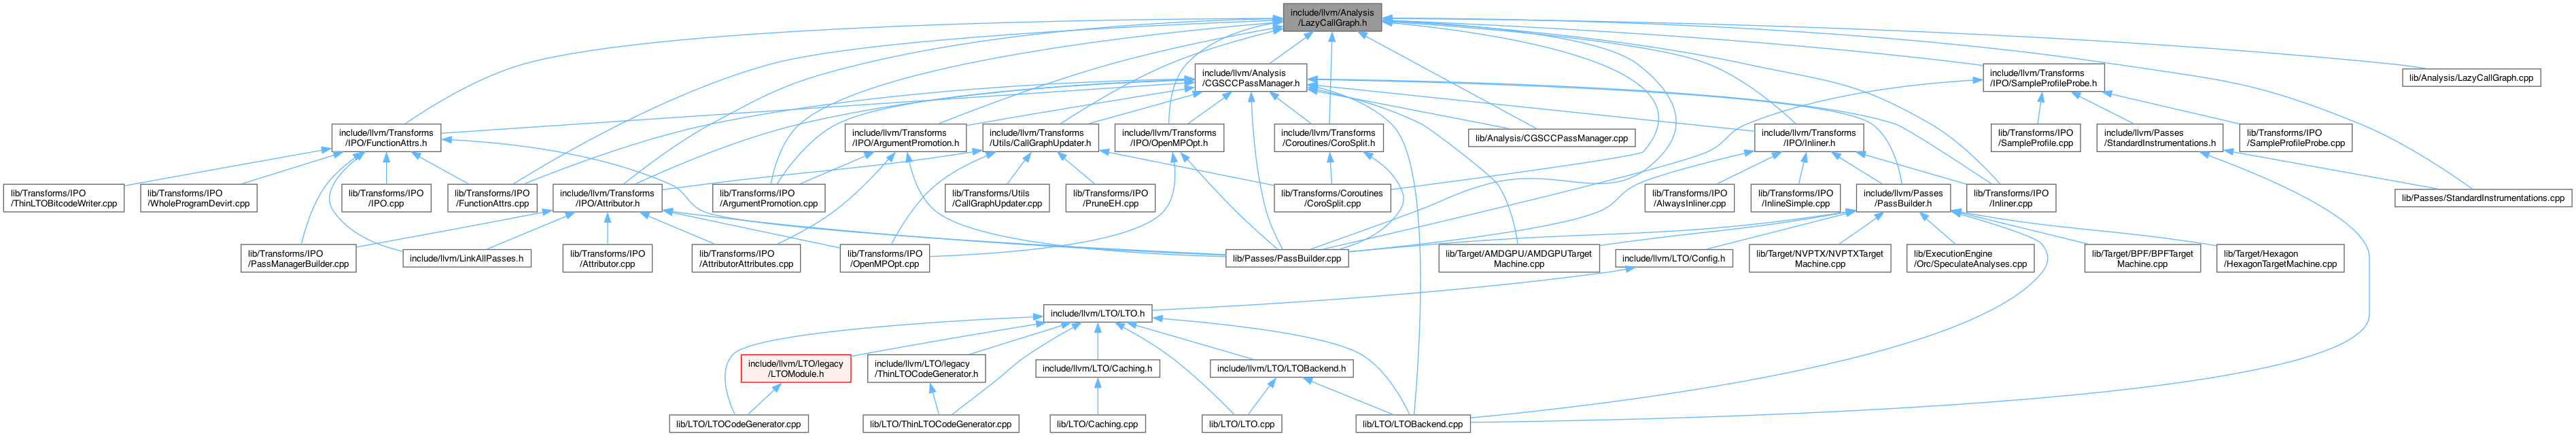 include/llvm/Analysis
/LazyCallGraph.h
include/llvm/Analysis
/CGSCCPassManager.h
include/llvm/Transforms
/IPO/SampleProfileProbe.h
lib/Analysis/LazyCallGraph.cpp
include/llvm/Transforms
/IPO/FunctionAttrs.h
include/llvm/Transforms
/IPO/ArgumentPromotion.h
include/llvm/Transforms
/Utils/CallGraphUpdater.h
include/llvm/Transforms
/IPO/OpenMPOpt.h
include/llvm/Transforms
/Coroutines/CoroSplit.h
lib/Analysis/CGSCCPassManager.cpp
include/llvm/Transforms
/IPO/Inliner.h
lib/Transforms/IPO
/SampleProfile.cpp
include/llvm/Passes
/StandardInstrumentations.h
lib/Transforms/IPO
/SampleProfileProbe.cpp
lib/Transforms/IPO
/ThinLTOBitcodeWriter.cpp
lib/Transforms/IPO
/WholeProgramDevirt.cpp
lib/Transforms/IPO
/IPO.cpp
lib/Transforms/IPO
/FunctionAttrs.cpp
include/llvm/Transforms
/IPO/Attributor.h
lib/Transforms/IPO
/ArgumentPromotion.cpp
lib/Transforms/Utils
/CallGraphUpdater.cpp
lib/Transforms/IPO
/PruneEH.cpp
lib/Transforms/Coroutines
/CoroSplit.cpp
lib/Transforms/IPO
/AlwaysInliner.cpp
lib/Transforms/IPO
/InlineSimple.cpp
include/llvm/Passes
/PassBuilder.h
lib/Transforms/IPO
/Inliner.cpp
lib/Passes/StandardInstrumentations.cpp
lib/Transforms/IPO
/PassManagerBuilder.cpp
include/llvm/LinkAllPasses.h
lib/Transforms/IPO
/Attributor.cpp
lib/Transforms/IPO
/AttributorAttributes.cpp
lib/Transforms/IPO
/OpenMPOpt.cpp
lib/Passes/PassBuilder.cpp
lib/Target/AMDGPU/AMDGPUTarget
Machine.cpp
include/llvm/LTO/Config.h
lib/Target/NVPTX/NVPTXTarget
Machine.cpp
lib/ExecutionEngine
/Orc/SpeculateAnalyses.cpp
lib/Target/BPF/BPFTarget
Machine.cpp
lib/Target/Hexagon
/HexagonTargetMachine.cpp
include/llvm/LTO/LTO.h
include/llvm/LTO/legacy
/LTOModule.h
include/llvm/LTO/legacy
/ThinLTOCodeGenerator.h
include/llvm/LTO/Caching.h
include/llvm/LTO/LTOBackend.h
lib/LTO/LTOCodeGenerator.cpp
lib/LTO/ThinLTOCodeGenerator.cpp
lib/LTO/Caching.cpp
lib/LTO/LTO.cpp
lib/LTO/LTOBackend.cpp